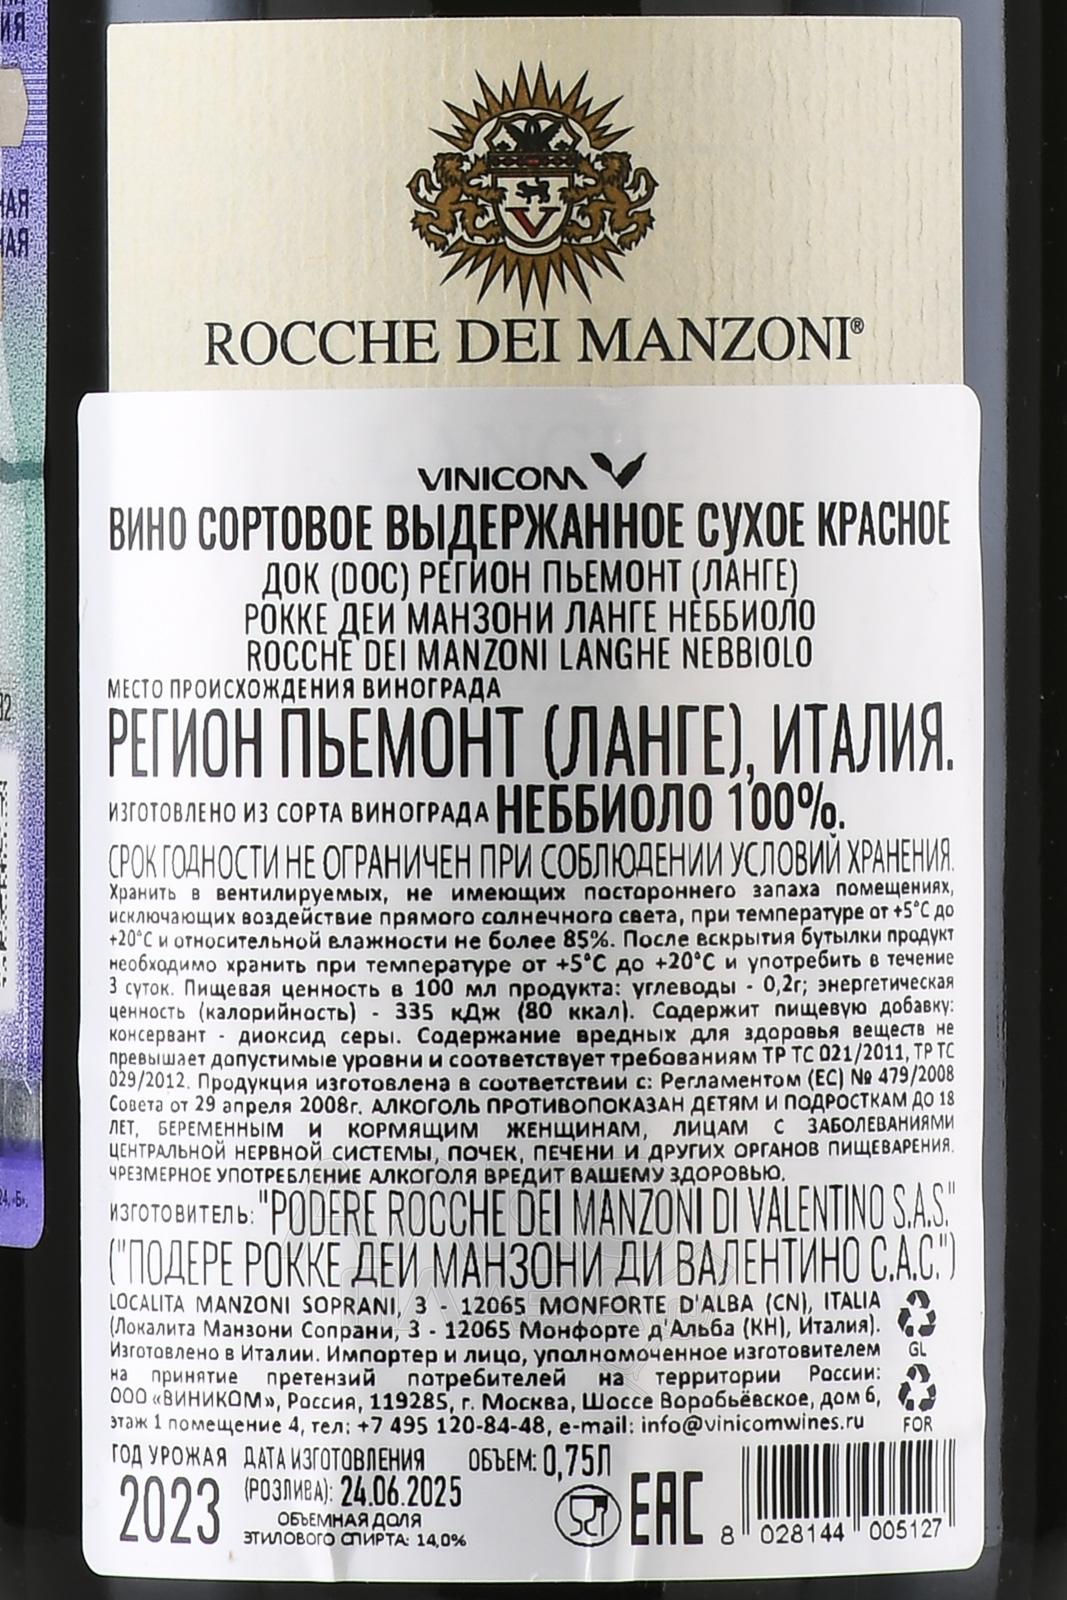 ИЯ
НАЯ
НАЯ
32
24, «Б».
V
ROCCHE DEI MANZONI®
VINICOM
ВИНО СОРТОВОЕ ВЫДЕРЖАННОЕ СУХОЕ КРАСНОЕ
ДОК (DOC) РЕГИОН ПЬЕМОНТ (ЛАНГЕ)
РОККЕ ДЕИ МАНЗОНИ ЛАНГЕ НЕББИОЛО
ROCCHE DEI MANZONI LANGHE NEBBIOLO
МЕСТО ПРОИСХОЖДЕНИЯ ВИНОГРАДА
РЕГИОН ПЬЕМОНТ (ЛАНГЕ), ИТАЛИЯ.
ИЗГОТОВЛЕНО ИЗ СОРТА ВИНОГРАДА НЕББИОЛО 100%.
СРОК ГОДНОСТИ НЕ ОГРАНИЧЕН ПРИ СОБЛЮДЕНИИ УСЛОВИЙ ХРАНЕНИЯ.
Хранить в вентилируемых, не имеющих постороннего запаха помещениях,
исключающих воздействие прямого солнечного света, при температуре от +5°С до
+20°С и относительной влажности не более 85%. После вскрытия бутылки продукт
необходимо хранить при температуре от +5°С до +20°С и употребить в течение
3 суток. Пищевая ценность в 100 мл продукта: углеводы - 0,2г; энергетическая
ценность (калорийность) - 335 кДж (80 ккал). Содержит пищевую добавку:
консервант - диоксид серы. Содержание вредных для здоровья веществ не
превышает допустимые уровни и соответствует требованиям ТР ТС 021/2011, ТР ТС
029/2012. Продукция изготовлена в соответствии с: Регламентом (ЕС) № 479/2008
Совета от 29 апреля 2008г. АЛКОГОЛЬ ПРОТИВОПОКАЗАН ДЕТЯМ И ПОДРОСТКАМ ДО 18
ЛЕТ, БЕРЕМЕННЫМ И КОРМЯЩИМ ЖЕНЩИНАМ, ЛИЦАМ С ЗАБОЛЕВАНИЯМИ
ЦЕНТРАЛЬНОЙ НЕРВНОЙ СИСТЕМЫ, ПОЧЕК, ПЕЧЕНИ И ДРУГИХ ОРГАНОВ ПИЩЕВАРЕНИЯ.
ЧРЕЗМЕРНОЕ УПОТРЕБЛЕНИЕ АЛКОГОЛЯ ВРЕДИТ ВАШЕМУ ЗДОРОВЬЮ.
ИЗГОТОВИТЕЛЬ: "PODERE ROCCHE DEI MANZONI DI VALENTINO S.A.S."
("ПОДЕРЕ РОККЕ ДЕИ МАНЗОНИ ДИ ВАЛЕНТИНО С.А.С.")
LOCALITA MANZONI SOPRANI, 3 - 12065 MONFORTE D'ALBA (CN), ITALIA
(Локалита Манзони Сопрани, 3 - 12065 Монфорте д'Альба (КН), Италия).
Изготовлено в Италии. Импортер и лицо, уполномоченное изготовителем
на принятие претензий потребителей на территории России:
ООО «ВИНИКОМ», Россия, 119285, г. Москва, Шоссе Воробьёвское, дом 6,
этаж 1 помещение 4, тел: +7 495 120-84-48, e-mail: info@vinicomwines.ru
GL
FOR
ГОД УРОЖАЯ ДАТА ИЗГОТОВЛЕНИЯ ОБЪЕМ: 0,75Л
2023 (РОЗЛИВА): 24.06.2025
ОБЪЕМНАЯ ДОЛЯ
ЭТИЛОВОГО СПИРТА: 14,0%
EAC
8 028144 005127